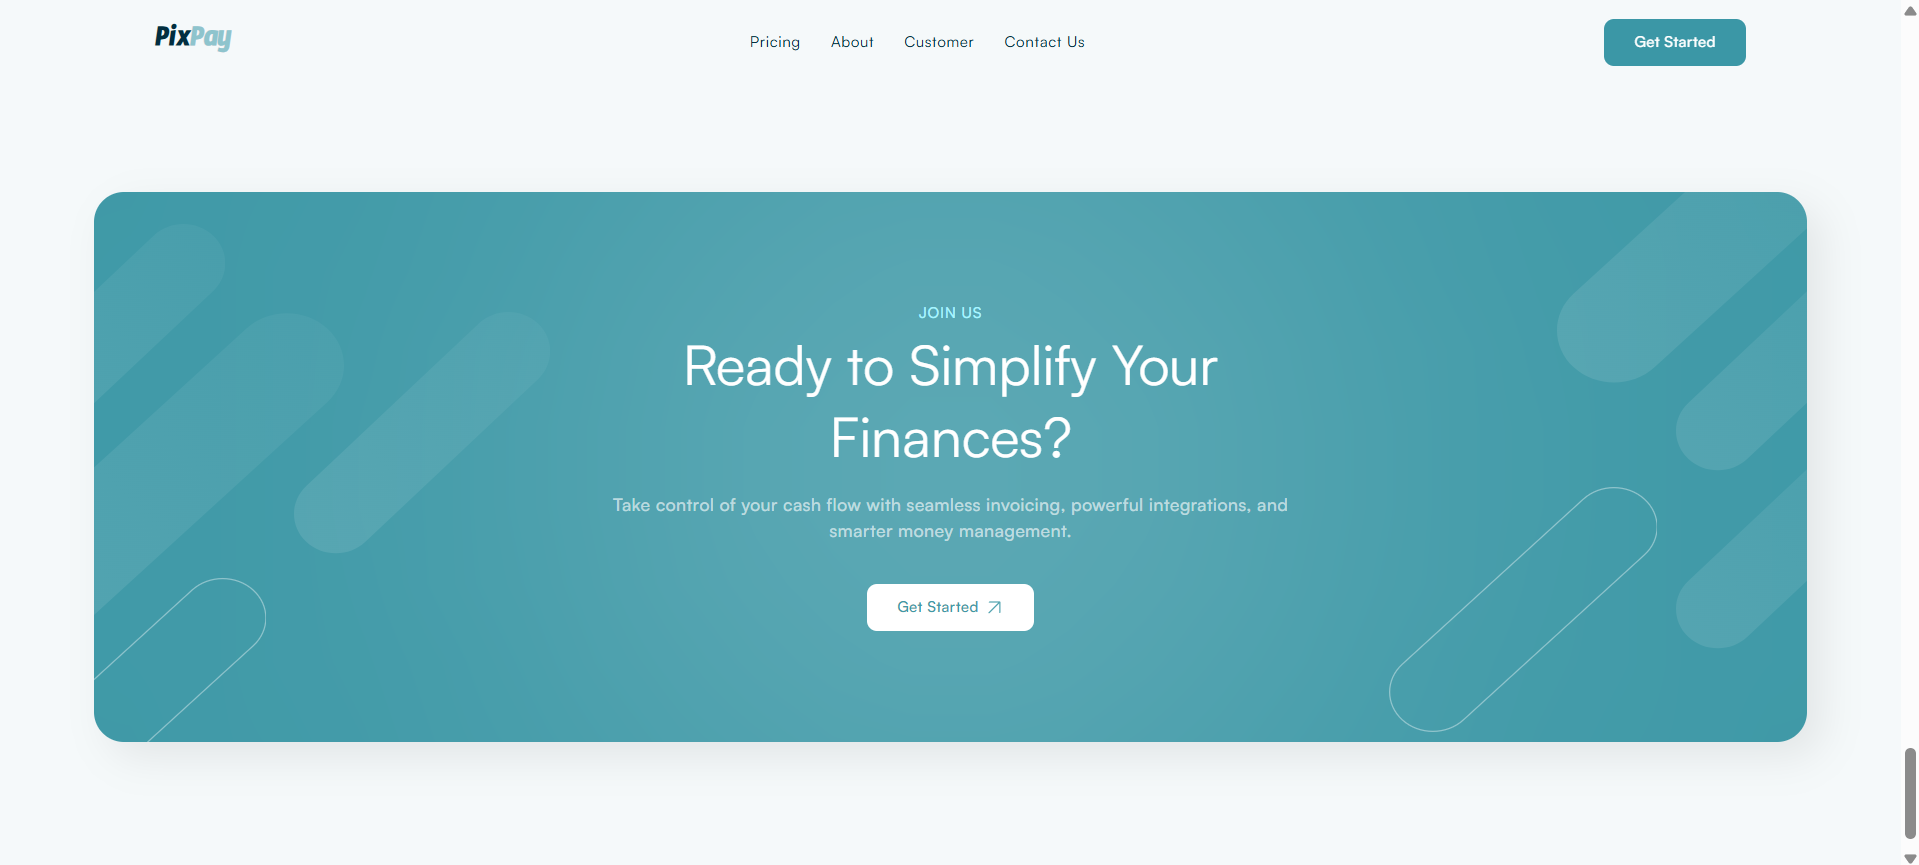 PixPay
Pricing
About
Customer
Contact Us
Get Started
JOIN US
Ready to Simplify Your
Finances?
Take control of your cash flow with seamless invoicing, powerful integrations, and
smarter money management.
Get Started